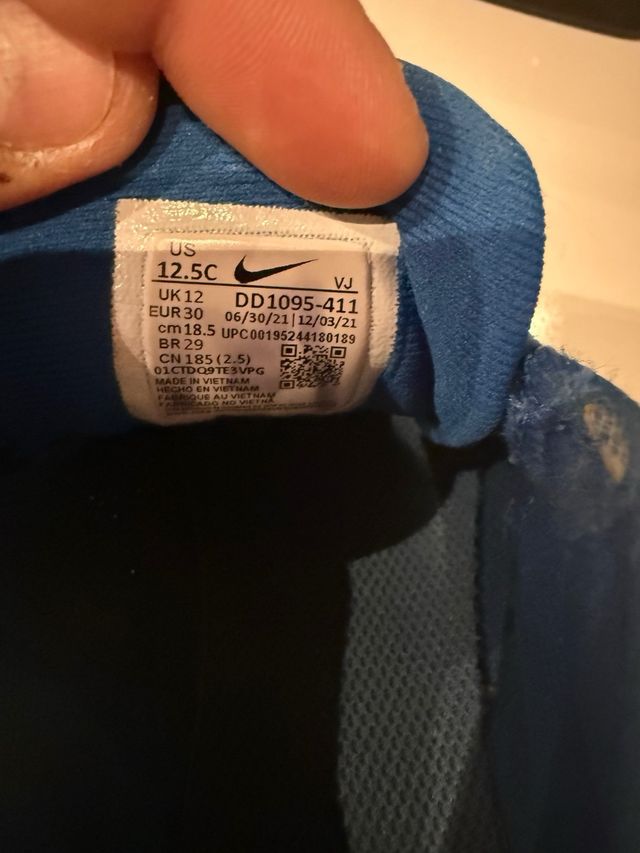 US
12.5C VJ
UK 12 DD1095-411
EUR 30 06/30/21 | 12/03/21
cm 18.5 UPC00195244180189
BR 29
CN 185 (2.5)
01CTDQ9TE3VPG
MADE IN VIETNAM
HECHO EN VIETNAM
FABRIQUE AU VIETNAM
FABRICADO NO VIETNÃ